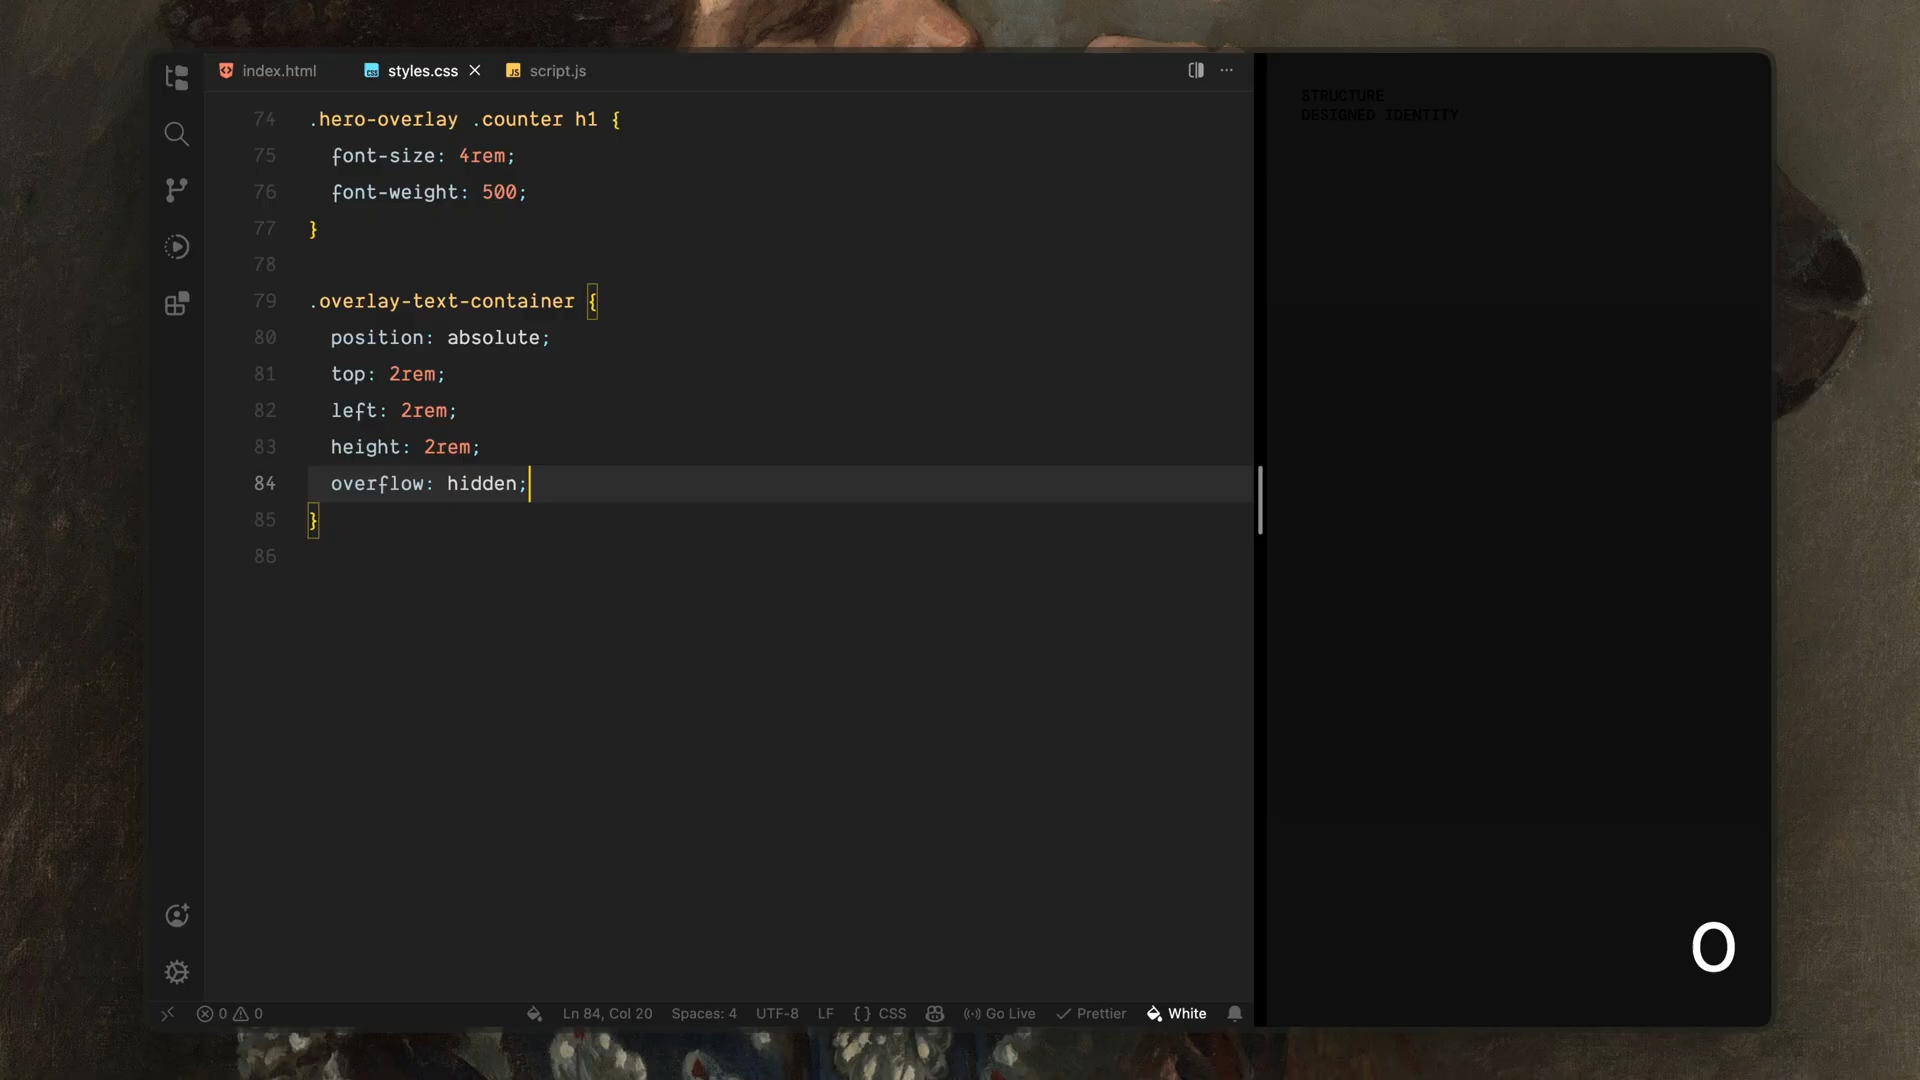 index.html
styles.css
script.js
74 .hero-overlay .counter h1 {
75 font-size: 4rem;
76 font-weight: 500;
77 }
78
79 .overlay-text-container {
80 position: absolute;
81 top: 2rem;
82 left: 2rem;
83 height: 2rem;
84 overflow: hidden;
85 }
86
STRUCTURE
DESIGNED IDENTITY
0
0 0 Ln 84, Col 20 Spaces: 4 UTF-8 LF {} CSS Go Live Prettier White